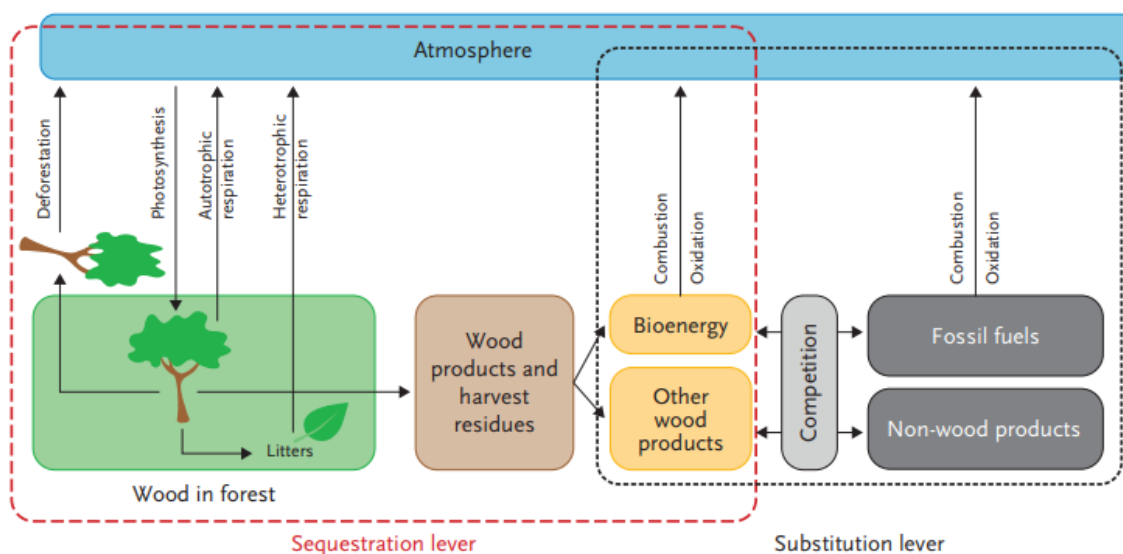 Atmosphere
Deforestation
Photosynthesis
Autotrophic
respiration
Heterotrophic
respiration
Combustion
Oxidation
Combustion
Oxidation
Wood
products and
harvest
residues
Bioenergy
Other
wood
products
Competition
Fossil fuels
Non-wood products
Litters
Wood in forest
Sequestration lever
Substitution lever